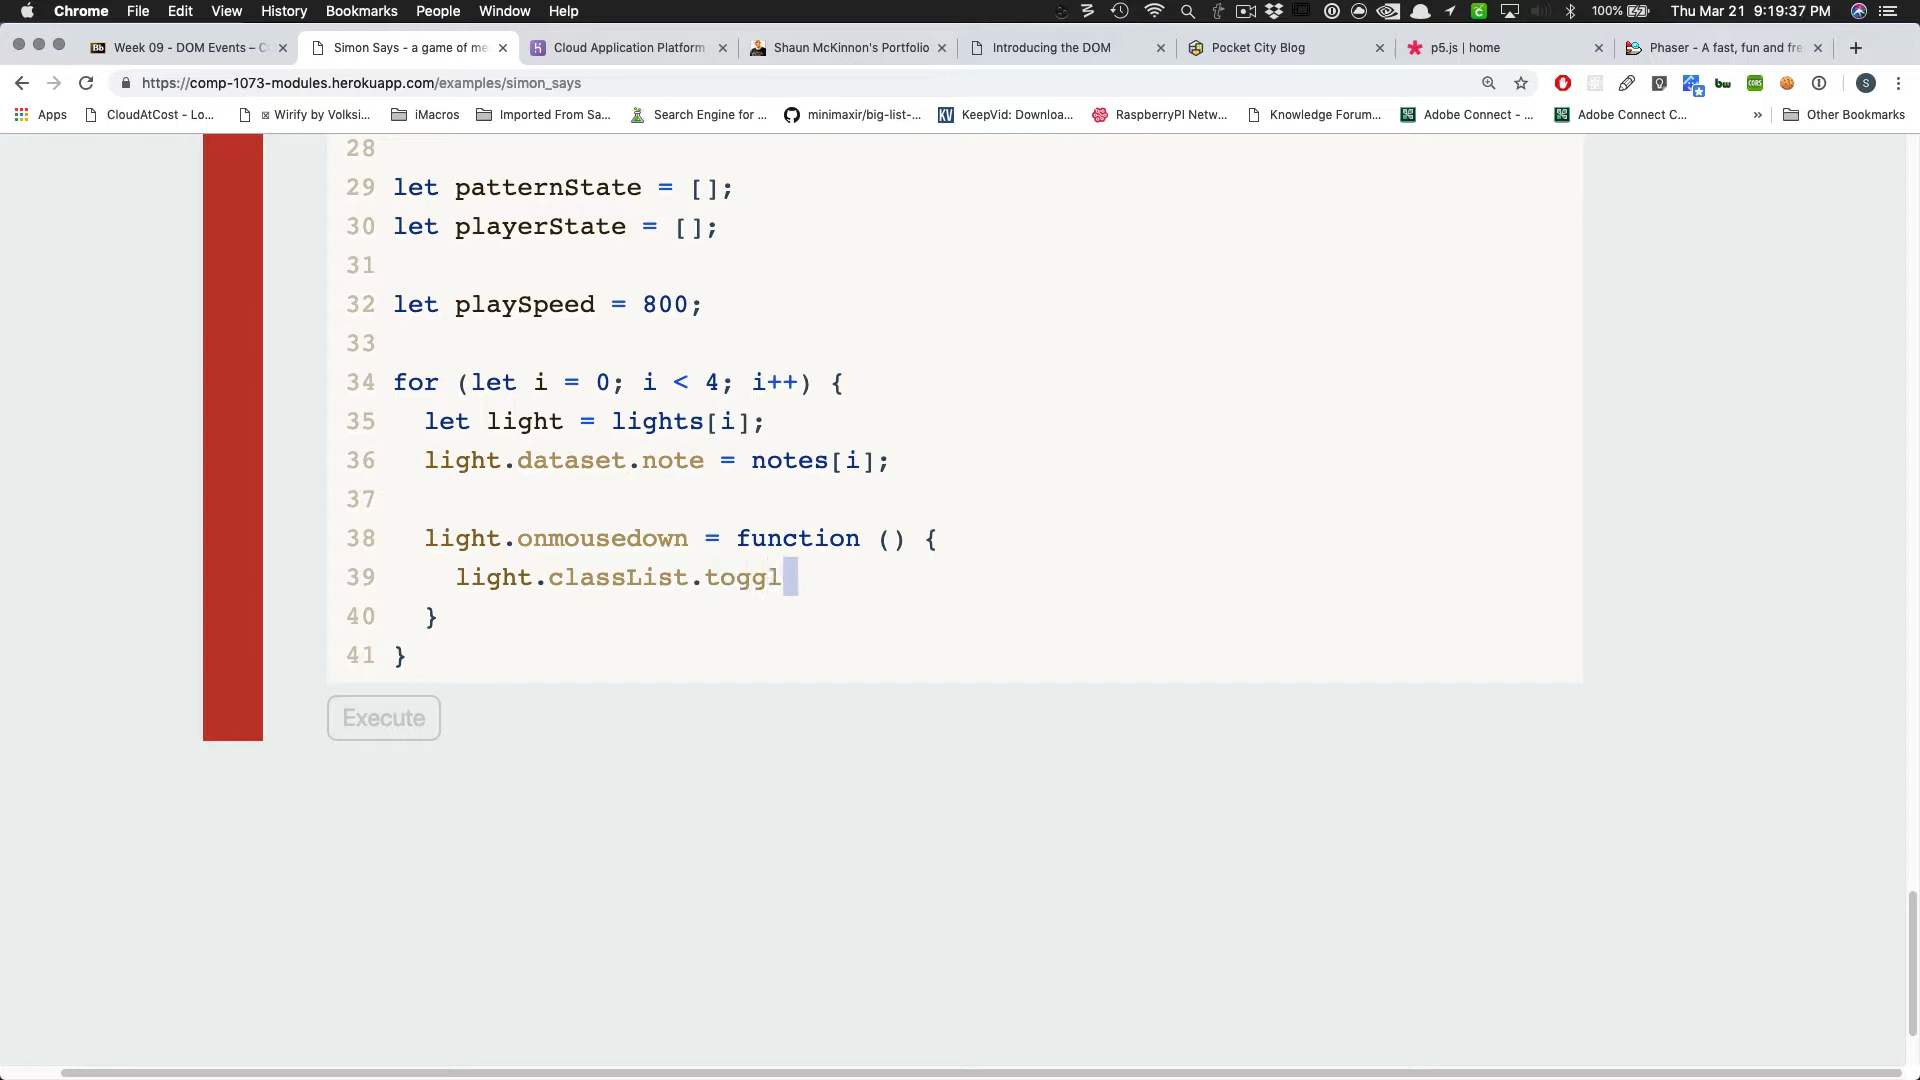 Chrome File Edit View History Bookmarks People Window Help 100% Thu Mar 21 9:19:37 PM
Week 09 - DOM Events – C Simon Says - a game of me Cloud Application Platform Shaun McKinnon's Portfolio Introducing the DOM Pocket City Blog p5.js | home Phaser - A fast, fun and fre
https://comp-1073-modules.herokuapp.com/examples/simon_says
Apps CloudAtCost - Lo... Wirify by Volksi... iMacros Imported From Sa... Search Engine for ... minimaxir/big-list-... KeepVid: Downloa... RaspberryPI Netw... Knowledge Forum... Adobe Connect - ... Adobe Connect C... » Other Bookmarks
28
29 let patternState = [];
30 let playerState = [];
31
32 let playSpeed = 800;
33
34 for (let i = 0; i < 4; i++) {
35 let light = lights[i];
36 light.dataset.note = notes[i];
37
38 light.onmousedown = function () {
39 light.classList.toggl
40 }
41 }
Execute